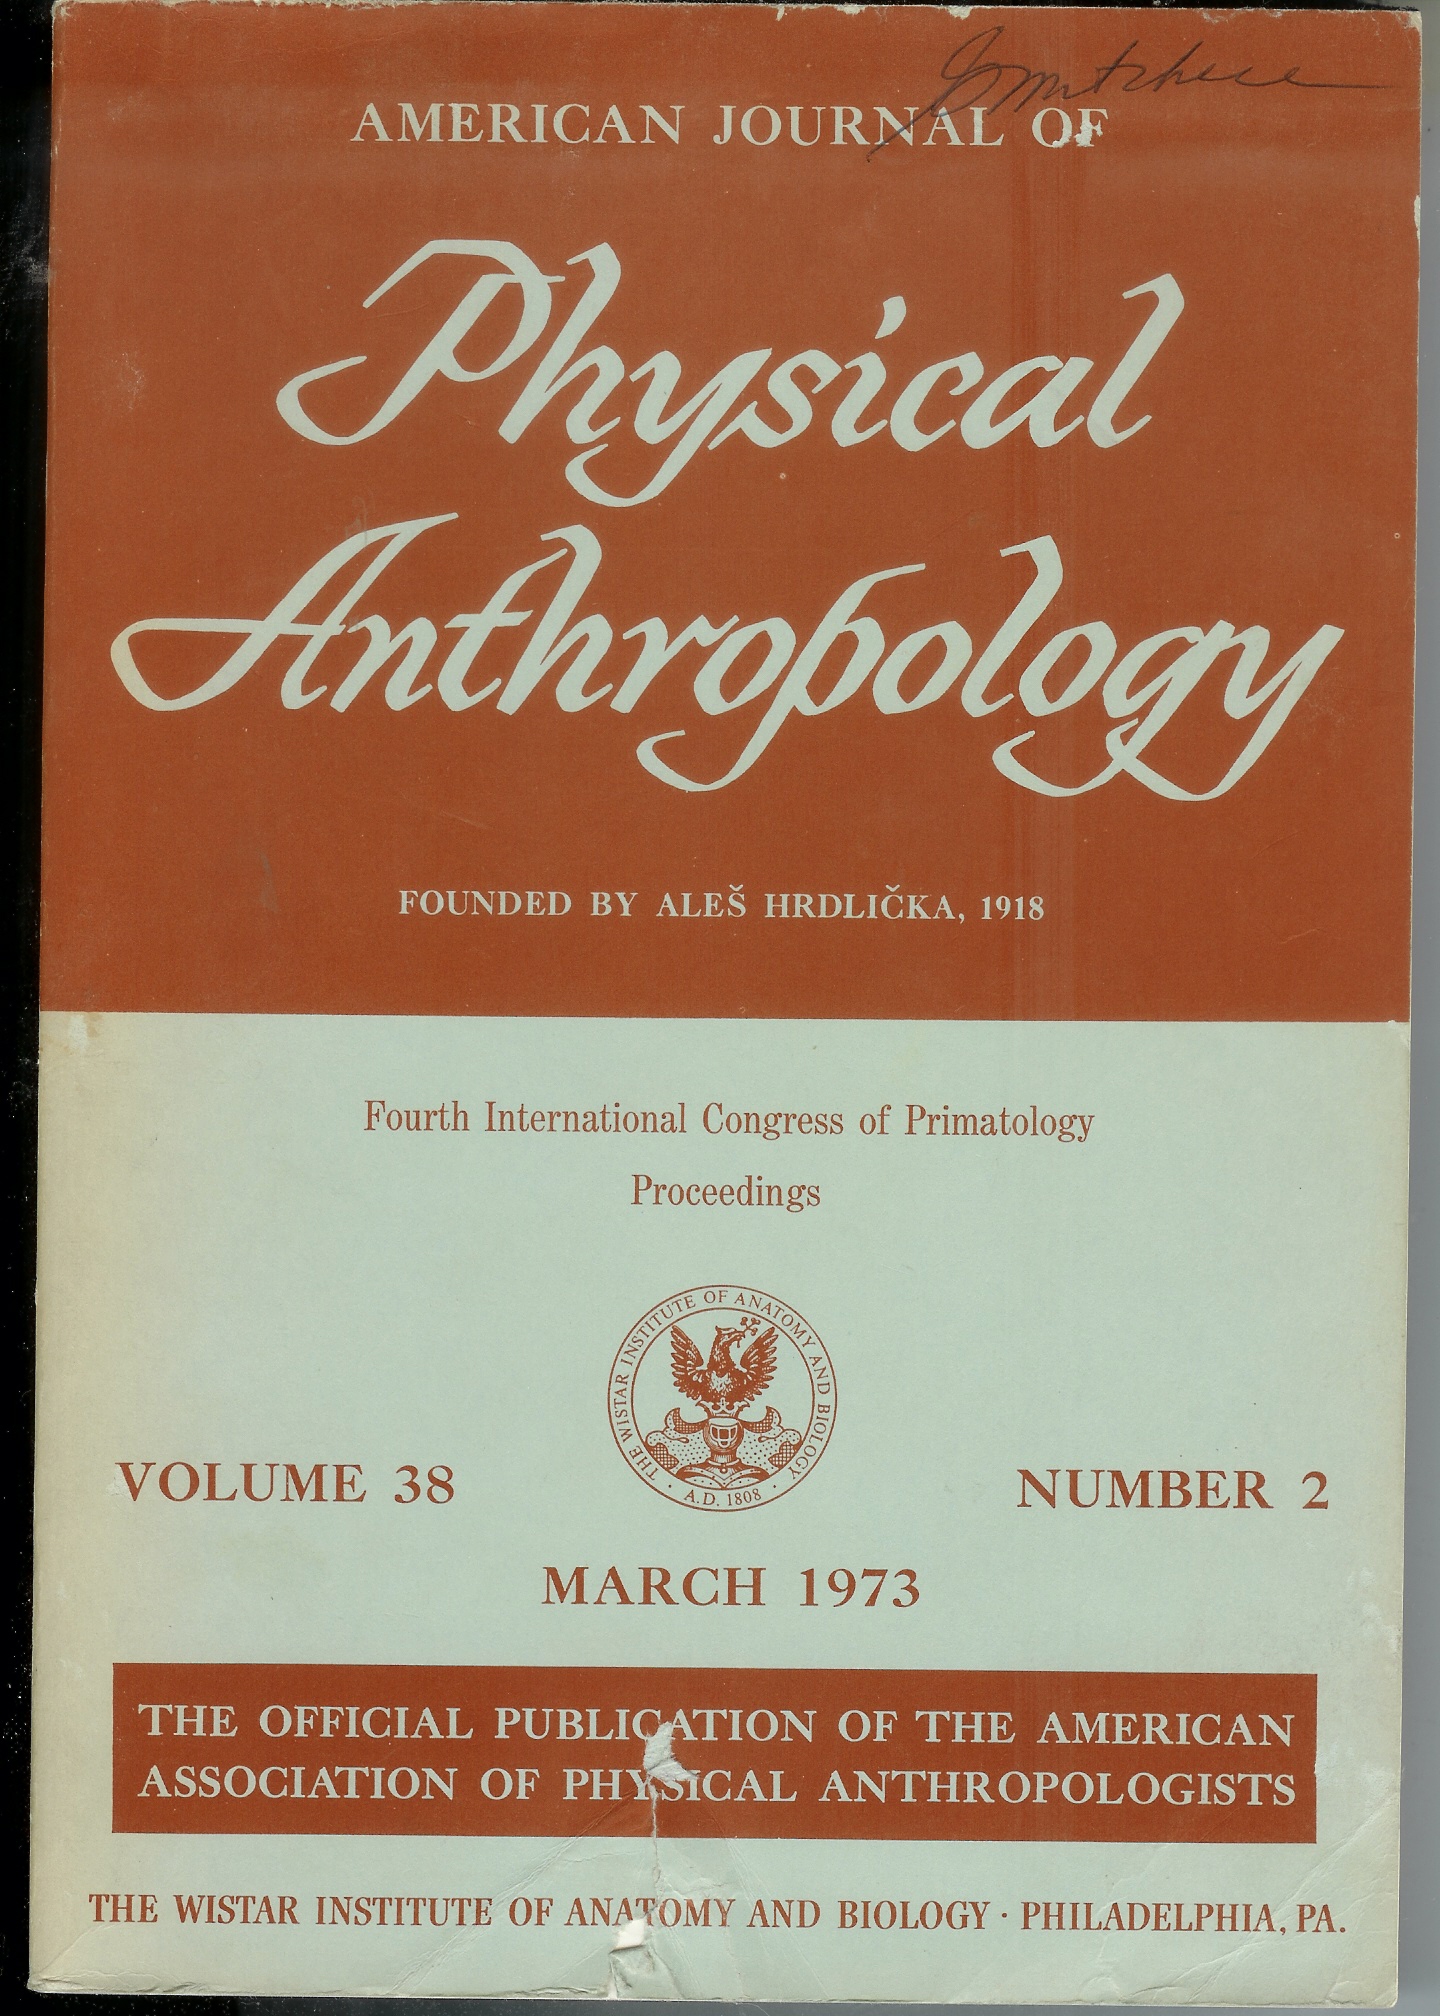 AMERICAN JOURNAL OF
Physical
Anthropology
FOUNDED BY ALEŠ HRDLIČKA, 1918
Fourth International Congress of Primatology
Proceedings
THE WISTAR INSTITUTE OF ANATOMY AND BIOLOGY
· A.D. 1808 ·
VOLUME 38
NUMBER 2
MARCH 1973
THE OFFICIAL PUBLICATION OF THE AMERICAN
ASSOCIATION OF PHYSICAL ANTHROPOLOGISTS
THE WISTAR INSTITUTE OF ANATOMY AND BIOLOGY · PHILADELPHIA, PA.